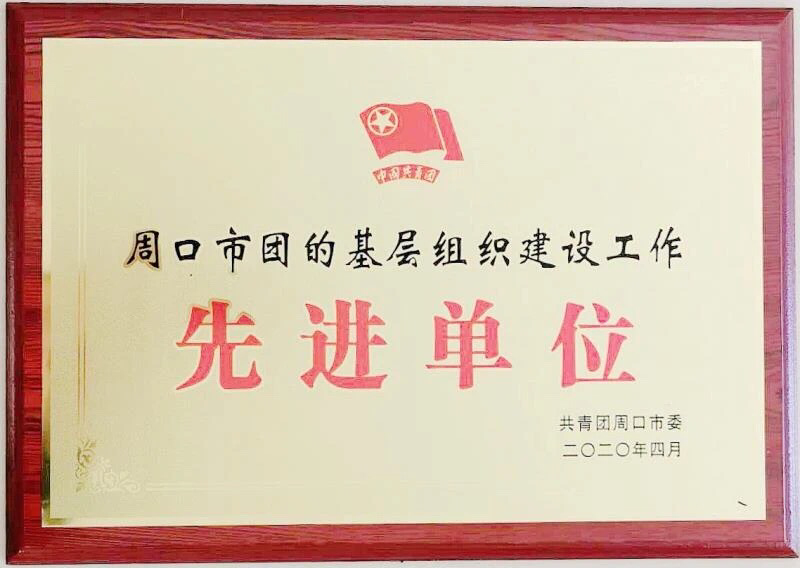 中国共青团
周口市团的基层组织建设工作
先进单位
共青团周口市委
二〇二〇年四月